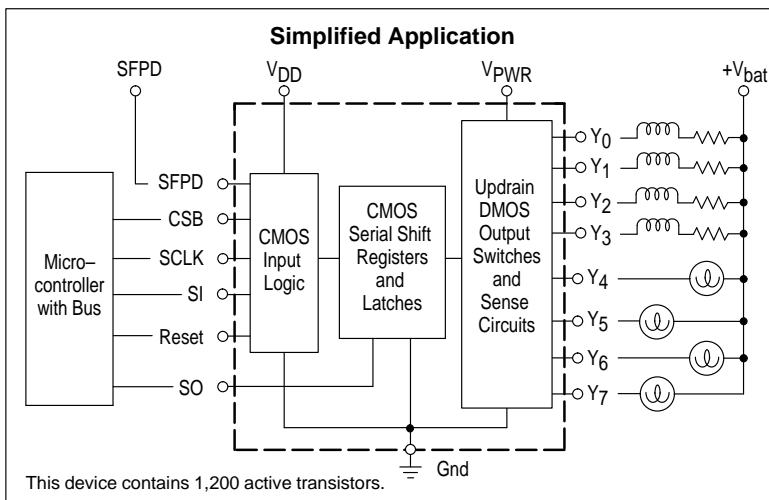 Simplified Application
SFPD
VDD
VPWR
+Vbat
SFPD
CSB
SCLK
SI
Reset
SO
Micro–
controller
with Bus
CMOS
Input
Logic
CMOS
Serial Shift
Registers
and
Latches
Updrain
DMOS
Output
Switches
and
Sense
Circuits
Y0
Y1
Y2
Y3
Y4
Y5
Y6
Y7
Gnd
This device contains 1,200 active transistors.